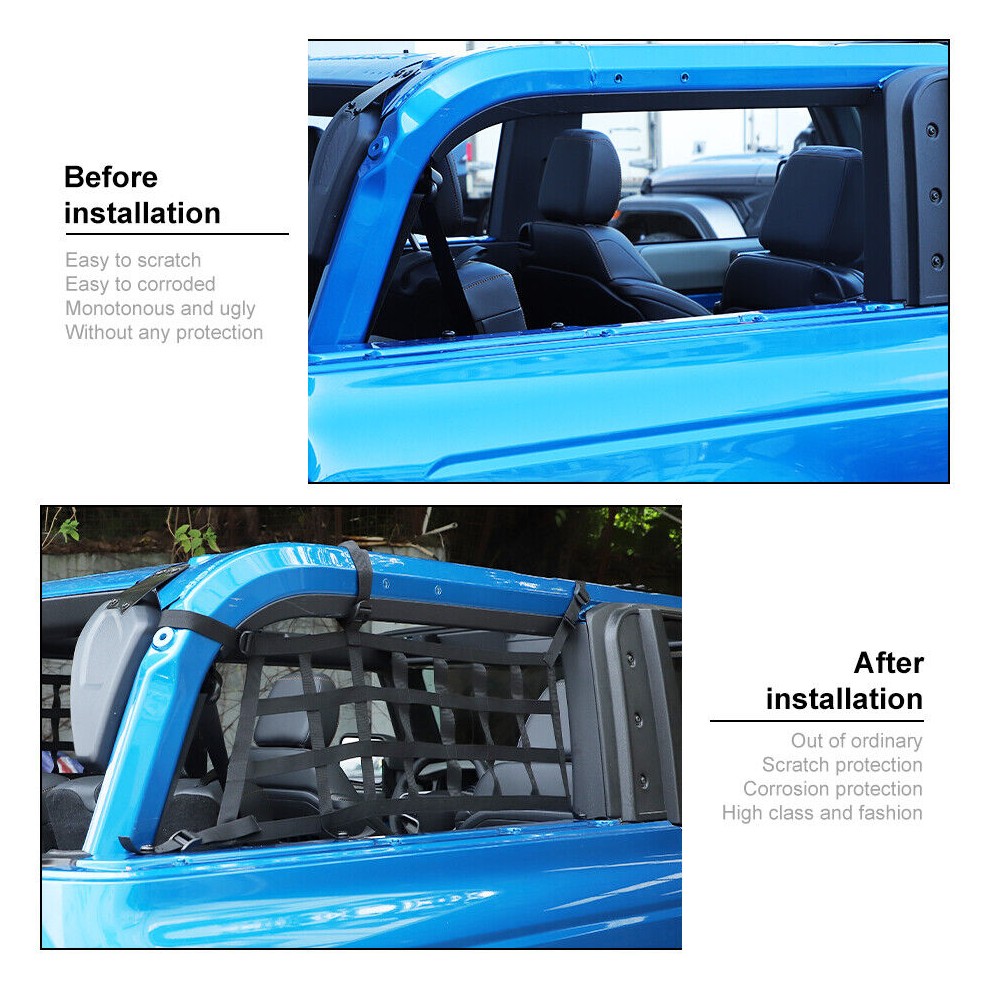 Before
installation
Easy to scratch
Easy to corroded
Monotonous and ugly
Without any protection
After
installation
Out of ordinary
Scratch protection
Corrosion protection
High class and fashion